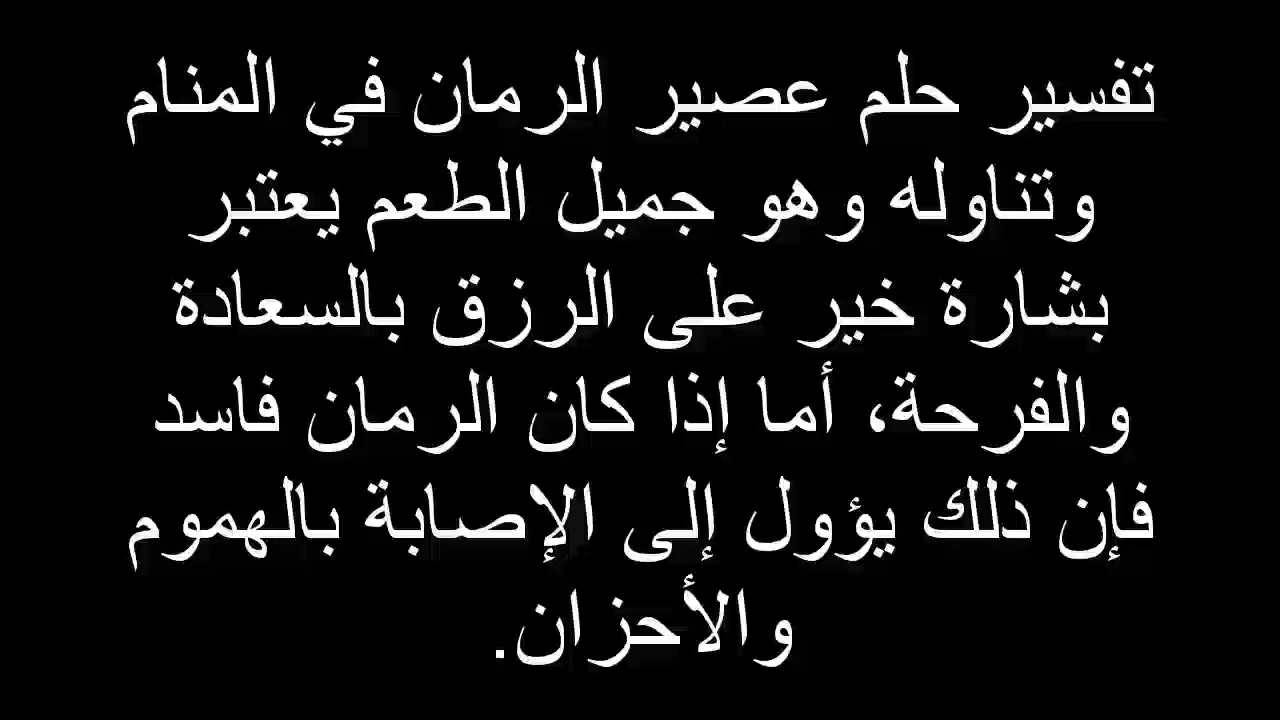 تفسير حلم عصير الرمان في المنام
وتناوله وهو جميل الطعم يعتبر
بشارة خير على الرزق بالسعادة
والفرحة، أما إذا كان الرمان فاسد
فإن ذلك يؤول إلى الإصابة بالهموم
والأحزان.